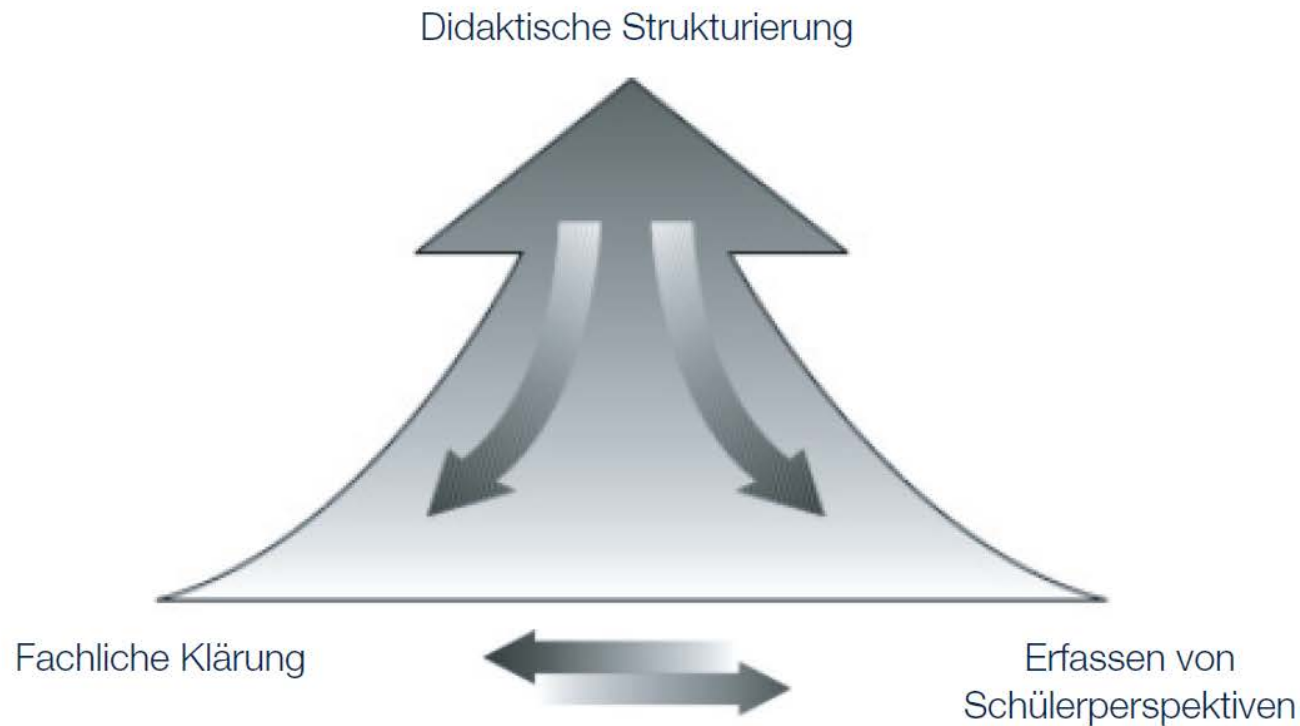 Didaktische Strukturierung
Fachliche Klärung
Erfassen von
Schülerperspektiven